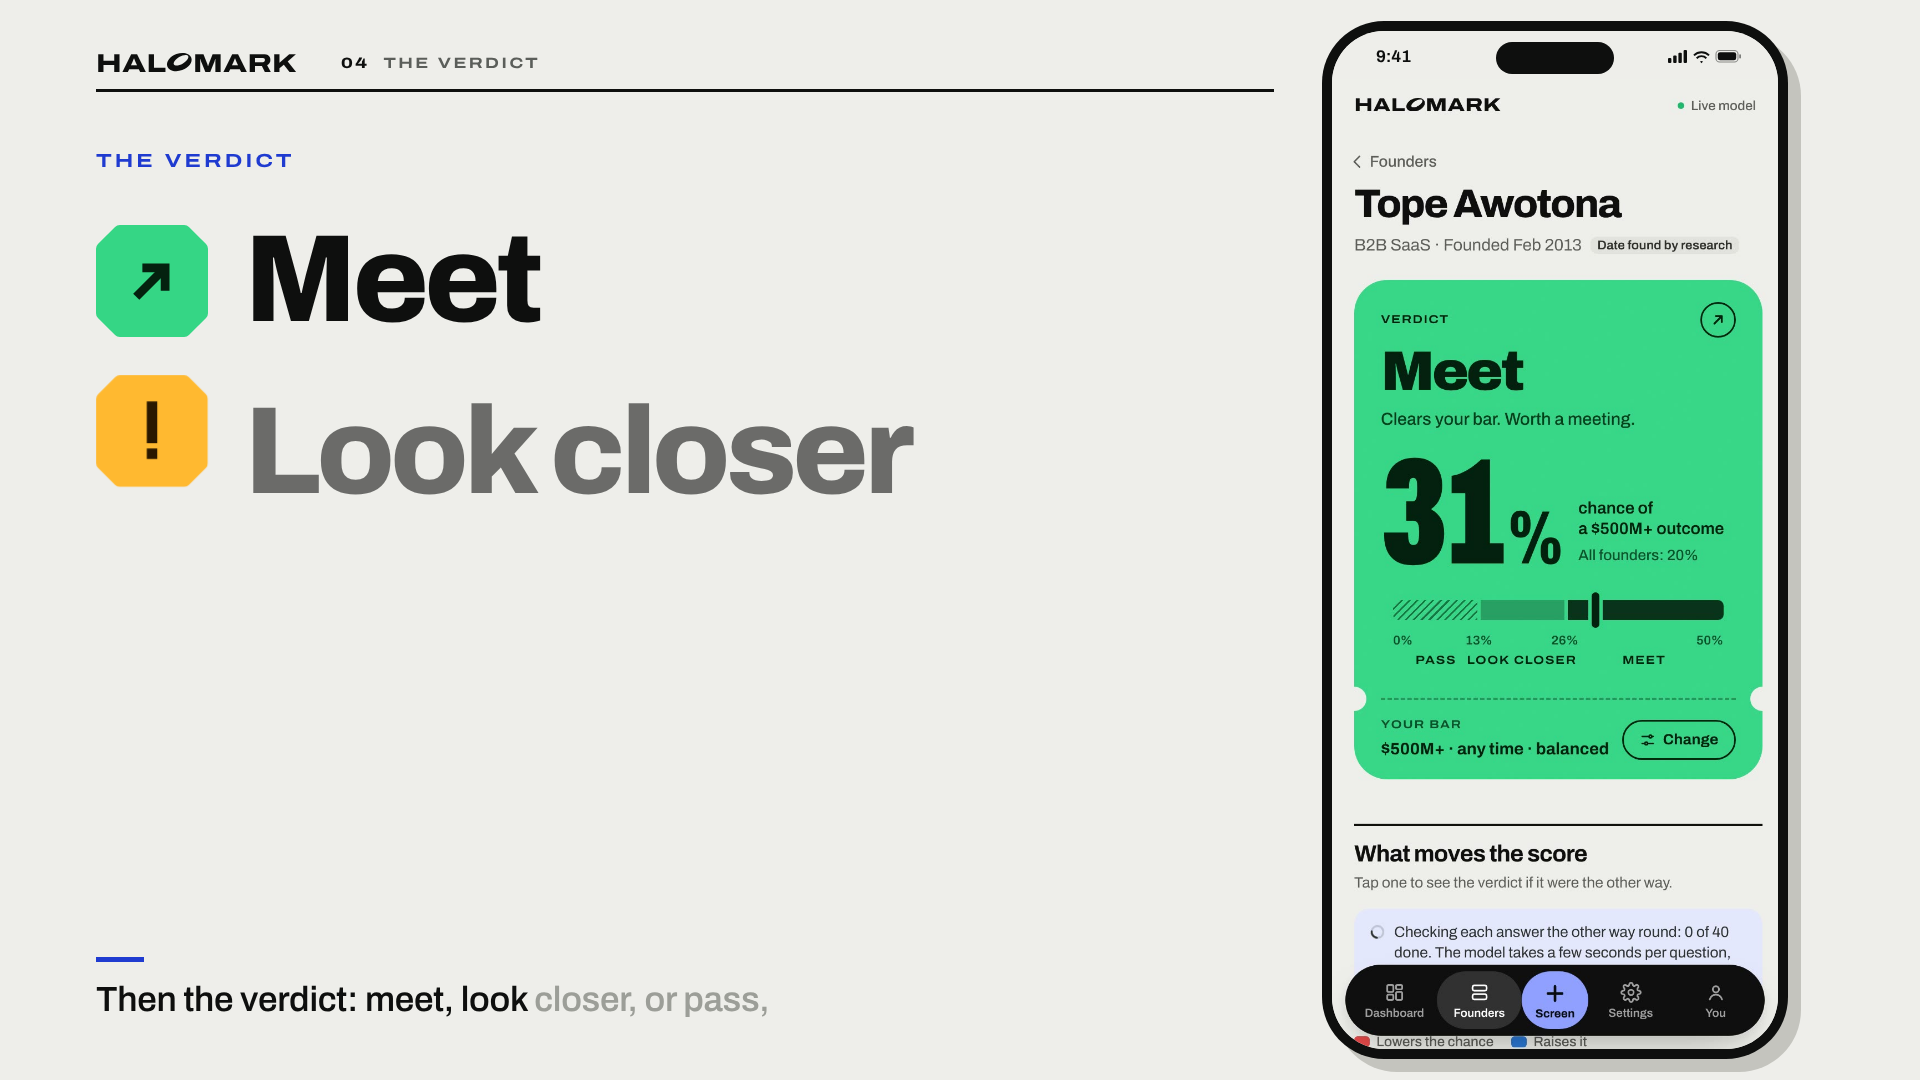 HALOMARK
04 THE VERDICT
THE VERDICT
Meet
!
Look closer
Then the verdict: meet, look closer, or pass,
9:41
HALOMARK
Live model
Founders
Tope Awotona
B2B SaaS · Founded Feb 2013
Date found by research
VERDICT
Meet
Clears your bar. Worth a meeting.
31%
chance of
a $500M+ outcome
All founders: 20%
0% 13% 26% 50%
PASS LOOK CLOSER MEET
YOUR BAR
$500M+ · any time · balanced
Change
What moves the score
Tap one to see the verdict if it were the other way.
Checking each answer the other way round: 0 of 40
done. The model takes a few seconds per question,
Dashboard Founders Screen Settings You
Lowers the chance Raises it